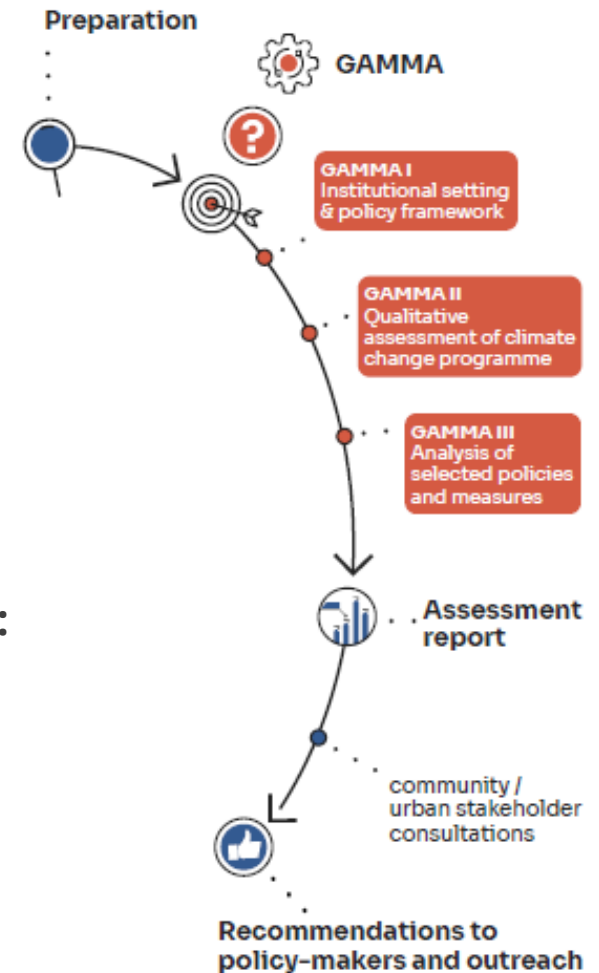 Preparation
GAMMA
?
GAMMA I
Institutional setting
& policy framework
GAMMA II
Qualitative
assessment of climate
change programme
GAMMA III
Analysis of
selected policies
and measures
:
Assessment
report
community /
urban stakeholder
consultations
Recommendations to
policy-makers and outreach